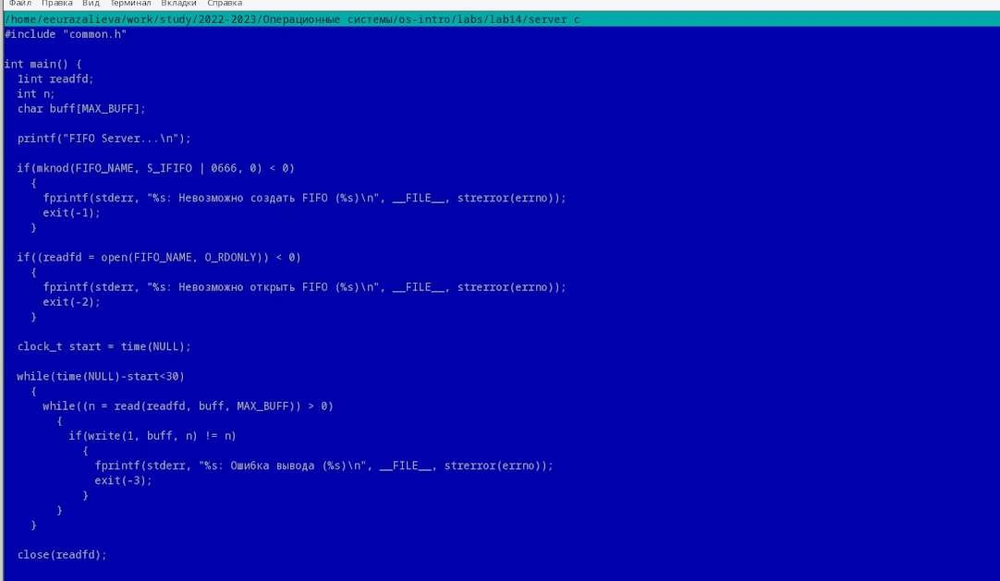 Файл Правка Вид Терминал Вкладки Справка
/home/eeurazalieva/work/study/2022-2023/Операционные системы/os-intro/labs/lab14/server.c
#include "common.h"
int main() {
1int readfd;
int n;
char buff[MAX_BUFF];
printf("FIFO Server...\n");
if(mknod(FIFO_NAME, S_IFIFO | 0666, 0) < 0)
{
fprintf(stderr, "%s: Невозможно создать FIFO (%s)\n", __FILE__, strerror(errno));
exit(-1);
}
if((readfd = open(FIFO_NAME, O_RDONLY)) < 0)
{
fprintf(stderr, "%s: Невозможно открыть FIFO (%s)\n", __FILE__, strerror(errno));
exit(-2);
}
clock_t start = time(NULL);
while(time(NULL)-start<30)
{
while((n = read(readfd, buff, MAX_BUFF)) > 0)
{
if(write(1, buff, n) != n)
{
fprintf(stderr, "%s: Ошибка вывода (%s)\n", __FILE__, strerror(errno));
exit(-3);
}
}
}
close(readfd);